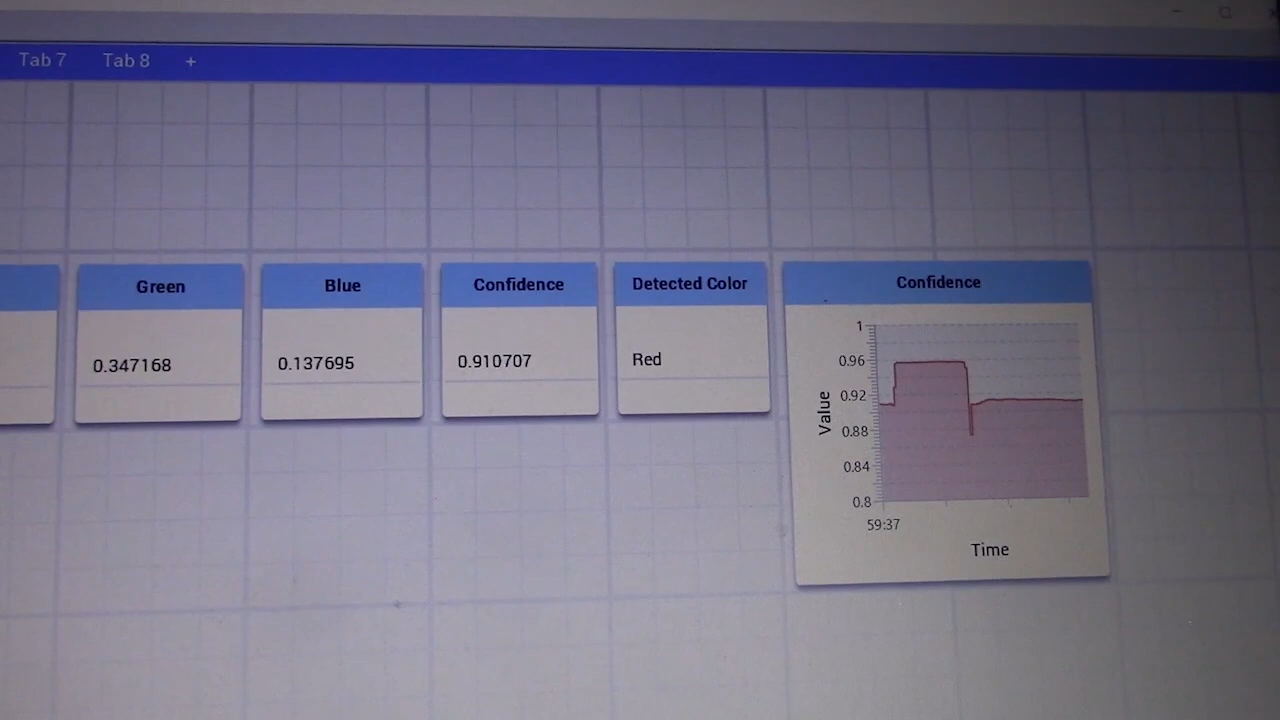 Tab 7 Tab 8 +
Green Blue Confidence Detected Color Confidence
0.347168 0.137695 0.910707 Red
1
0.96
0.92
0.88
0.84
0.8
Value
59:37
Time